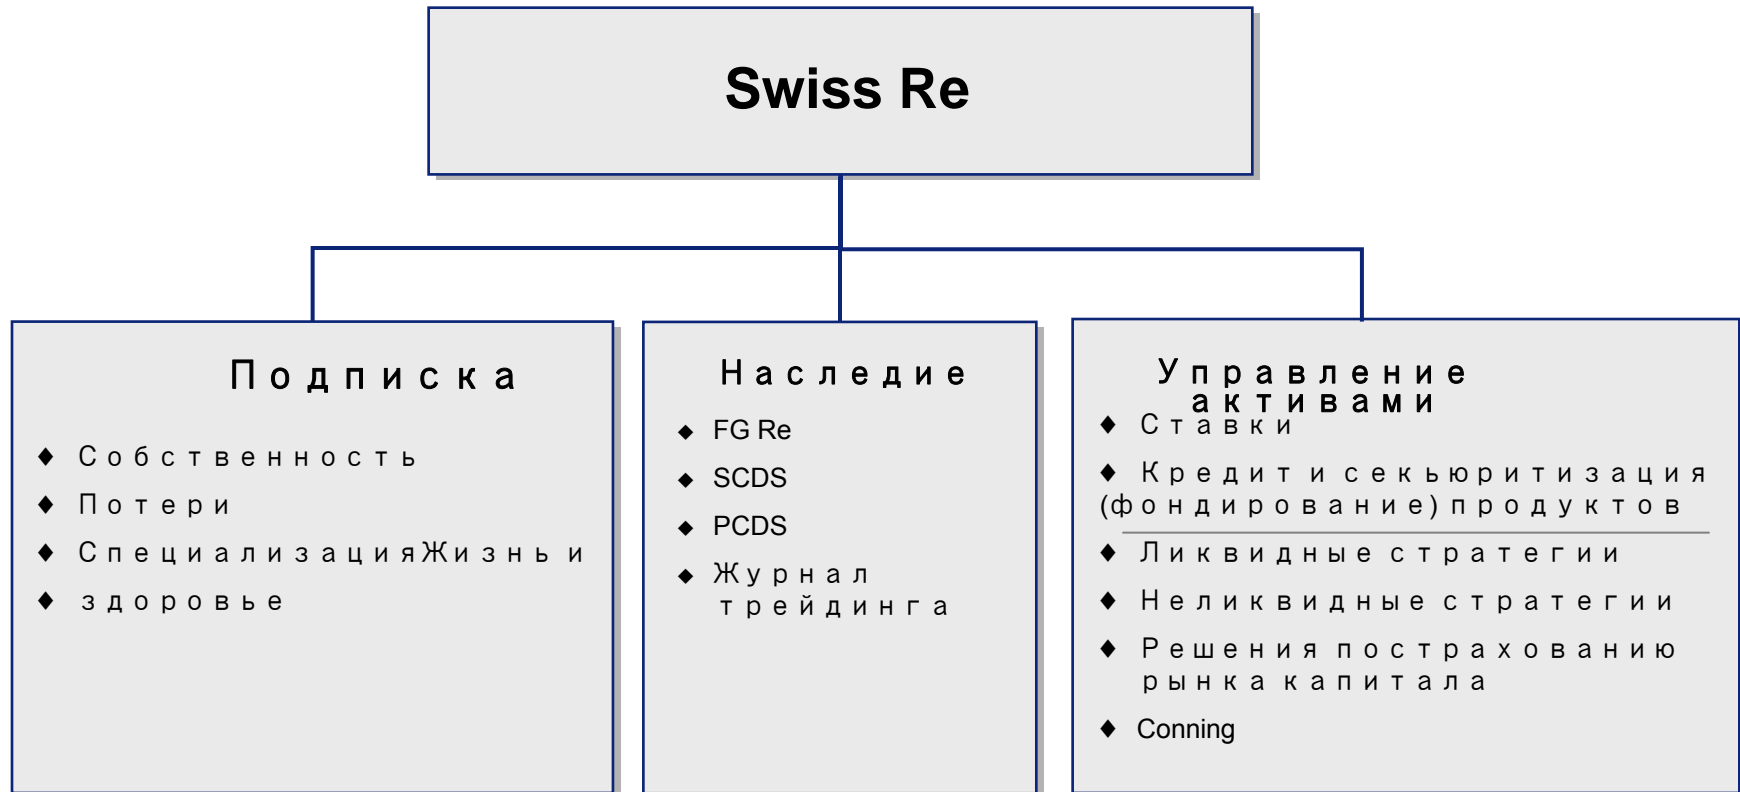 Swiss Re
Подписка
♦ Собственность
♦ Потери
♦ СпециализацияЖизнь и
♦ здоровье
Наследие
♦ FG Re
♦ SCDS
♦ PCDS
♦ Журнал
трейдинга
Управление
активами
♦ Ставки
♦ Кредит и секьюритизация
(фондирование) продуктов
♦ Ликвидные стратегии
♦ Неликвидные стратегии
♦ Решения по страхованию
рынка капитала
♦ Conning